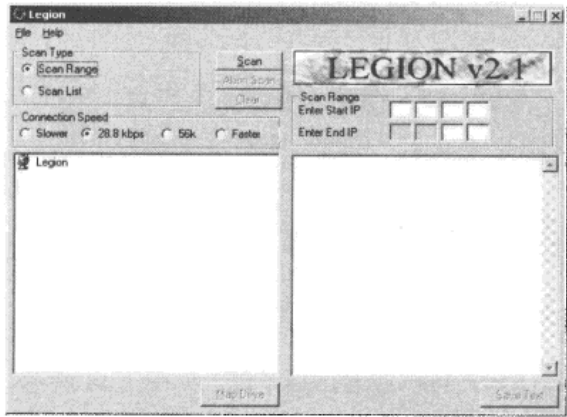 Legion
File Help
Scan Type
Scan Range
Scan List
Scan
Abort Scan
Clear
LEGION v2.1
Scan Range
Enter Start IP
Enter End IP
Connection Speed
Slower 28.8 kbps 56k Faster
Legion
Map Drive
Save Text